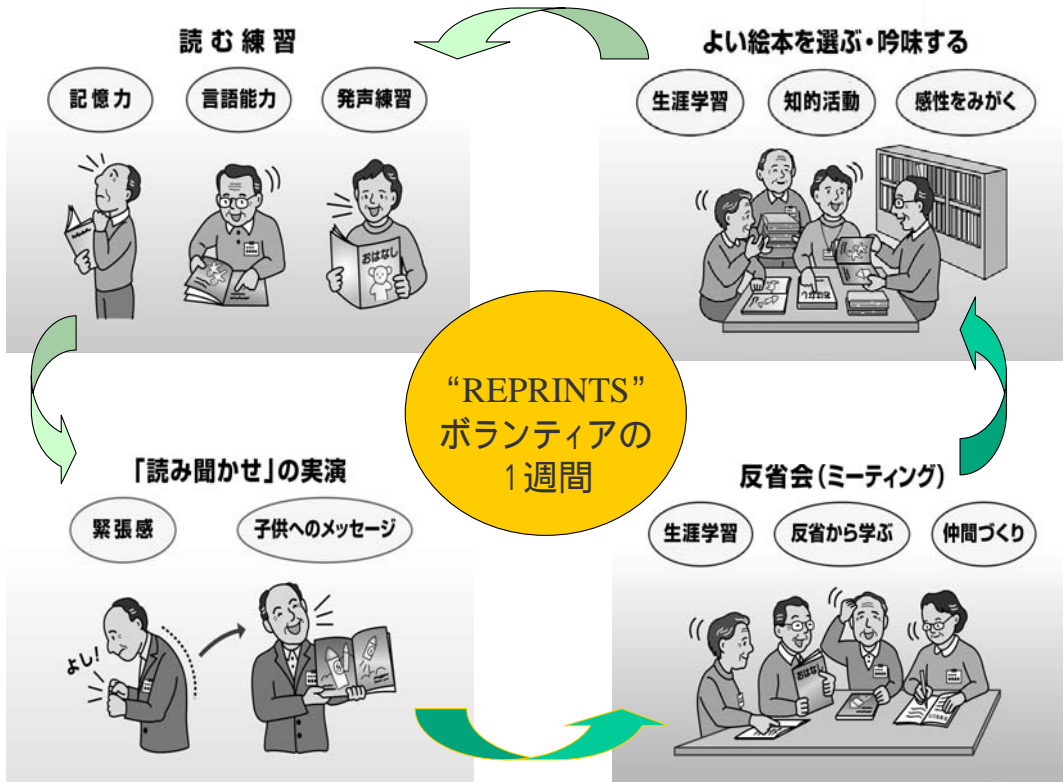 読む練習
記憶力
言語能力
発声練習
おはなし
よい絵本を選ぶ・吟味する
生涯学習
知的活動
感性をみがく
おはなし
“REPRINTS”
ボランティアの
1週間
「読み聞かせ」の実演
緊張感
子供へのメッセージ
よし!
反省会(ミーティング)
生涯学習
反省から学ぶ
仲間づくり
おはなし